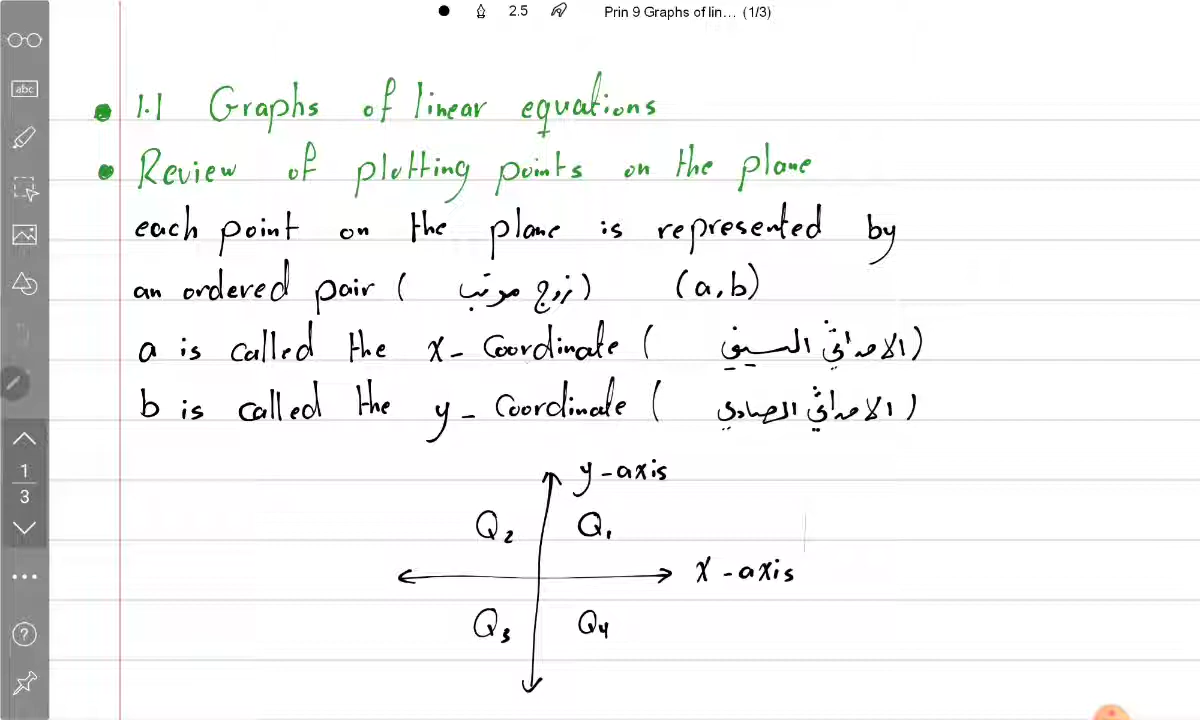 2.5 Prin 9 Graphs of lin... (1/3)
abc
• 1.1 Graphs of linear equations
• Review of plotting points on the plane
each point on the plane is represented by
an ordered pair (زوج مرتب) (a,b)
a is called the x-coordinate (الاحداثي السيني)
b is called the y-coordinate (الاحداثي الصادي)
1
3
y-axis
Q2 Q1
x-axis
Q3 Q4
?